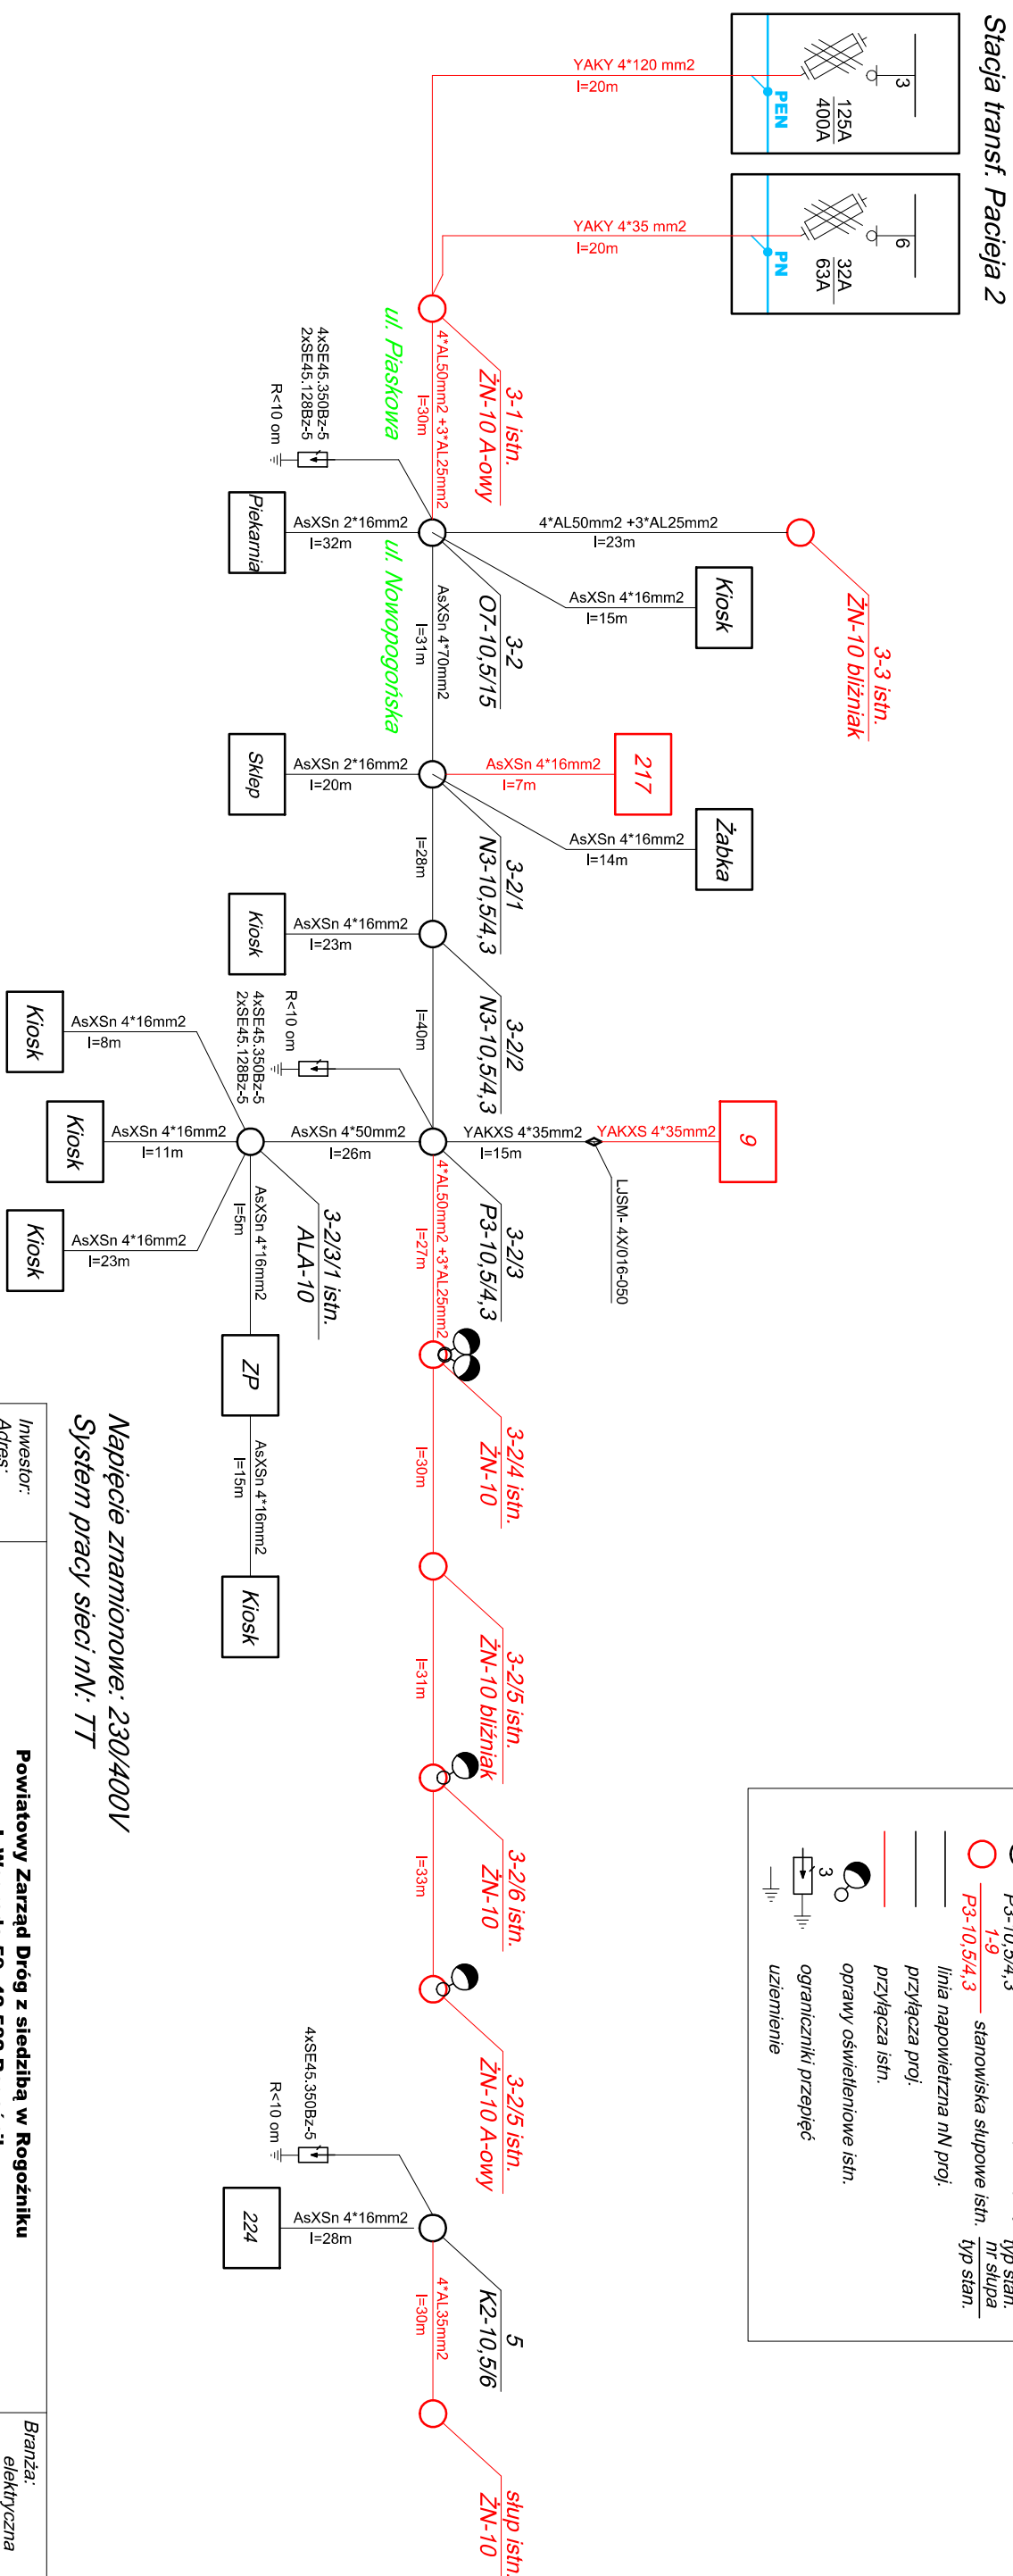 Stacja transf. Pacieja 2
3
125A
400A
PEN
YAKY 4*120 mm2
l=20m
6
32A
63A
PN
YAKY 4*35 mm2
l=20m
3-1 istn.
ŻN-10 A-owy
4*AL50mm2 +3*AL25mm2
l=30m
ul. Piaskowa
4xSE45.350Bz-5
2xSE45.128Bz-5
R<10 om
Piekarnia
AsXSn 2*16mm2
l=32m
4*AL50mm2 +3*AL25mm2
l=23m
3-3 istn.
ŻN-10 bliźniak
Kiosk
AsXSn 4*16mm2
l=15m
3-2
O7-10,5/15
AsXSn 4*70mm2
l=31m
ul. Nowopogońska
217
AsXSn 4*16mm2
l=7m
Żabka
AsXSn 4*16mm2
l=14m
Sklep
AsXSn 2*16mm2
l=20m
3-2/1
N3-10,5/4,3
l=28m
Kiosk
AsXSn 4*16mm2
l=23m
3-2/2
N3-10,5/4,3
l=40m
R<10 om
4xSE45.350Bz-5
2xSE45.128Bz-5
9
YAKXS 4*35mm2
YAKXS 4*35mm2
l=15m
LJSM- 4X/016-050
3-2/3
P3-10,5/4,3
AsXSn 4*50mm2
l=26m
Kiosk
AsXSn 4*16mm2
l=8m
Kiosk
AsXSn 4*16mm2
l=11m
Kiosk
AsXSn 4*16mm2
l=23m
3-2/3/1 istn.
ALA-10
AsXSn 4*16mm2
l=5m
ZP
AsXSn 4*16mm2
l=15m
Kiosk
4*AL50mm2 +3*AL25mm2
l=27m
3-2/4 istn.
ŻN-10
l=30m
3-2/5 istn.
ŻN-10 bliźniak
l=31m
3-2/6 istn.
ŻN-10
l=33m
3-2/5 istn.
ŻN-10 A-owy
4xSE45.350Bz-5
R<10 om
224
AsXSn 4*16mm2
l=28m
5
K2-10,5/6
4*AL35mm2
l=30m
słup istn.
ŻN-10
P3-10,5/4,3
typ stan.
1-9
P3-10,5/4,3
stanowiska słupowe istn.
nr słupa
typ stan.
linia napowietrzna nN proj.
przyłącza proj.
przyłącza istn.
oprawy oświetleniowe istn.
3
ograniczniki przepięć
uziemienie
Napięcie znamionowe: 230/400V
System pracy sieci nN: TT
Inwestor:
Adres:
Powiatowy Zarząd Dróg z siedzibą w Rogoźniku
Branża:
elektryczna